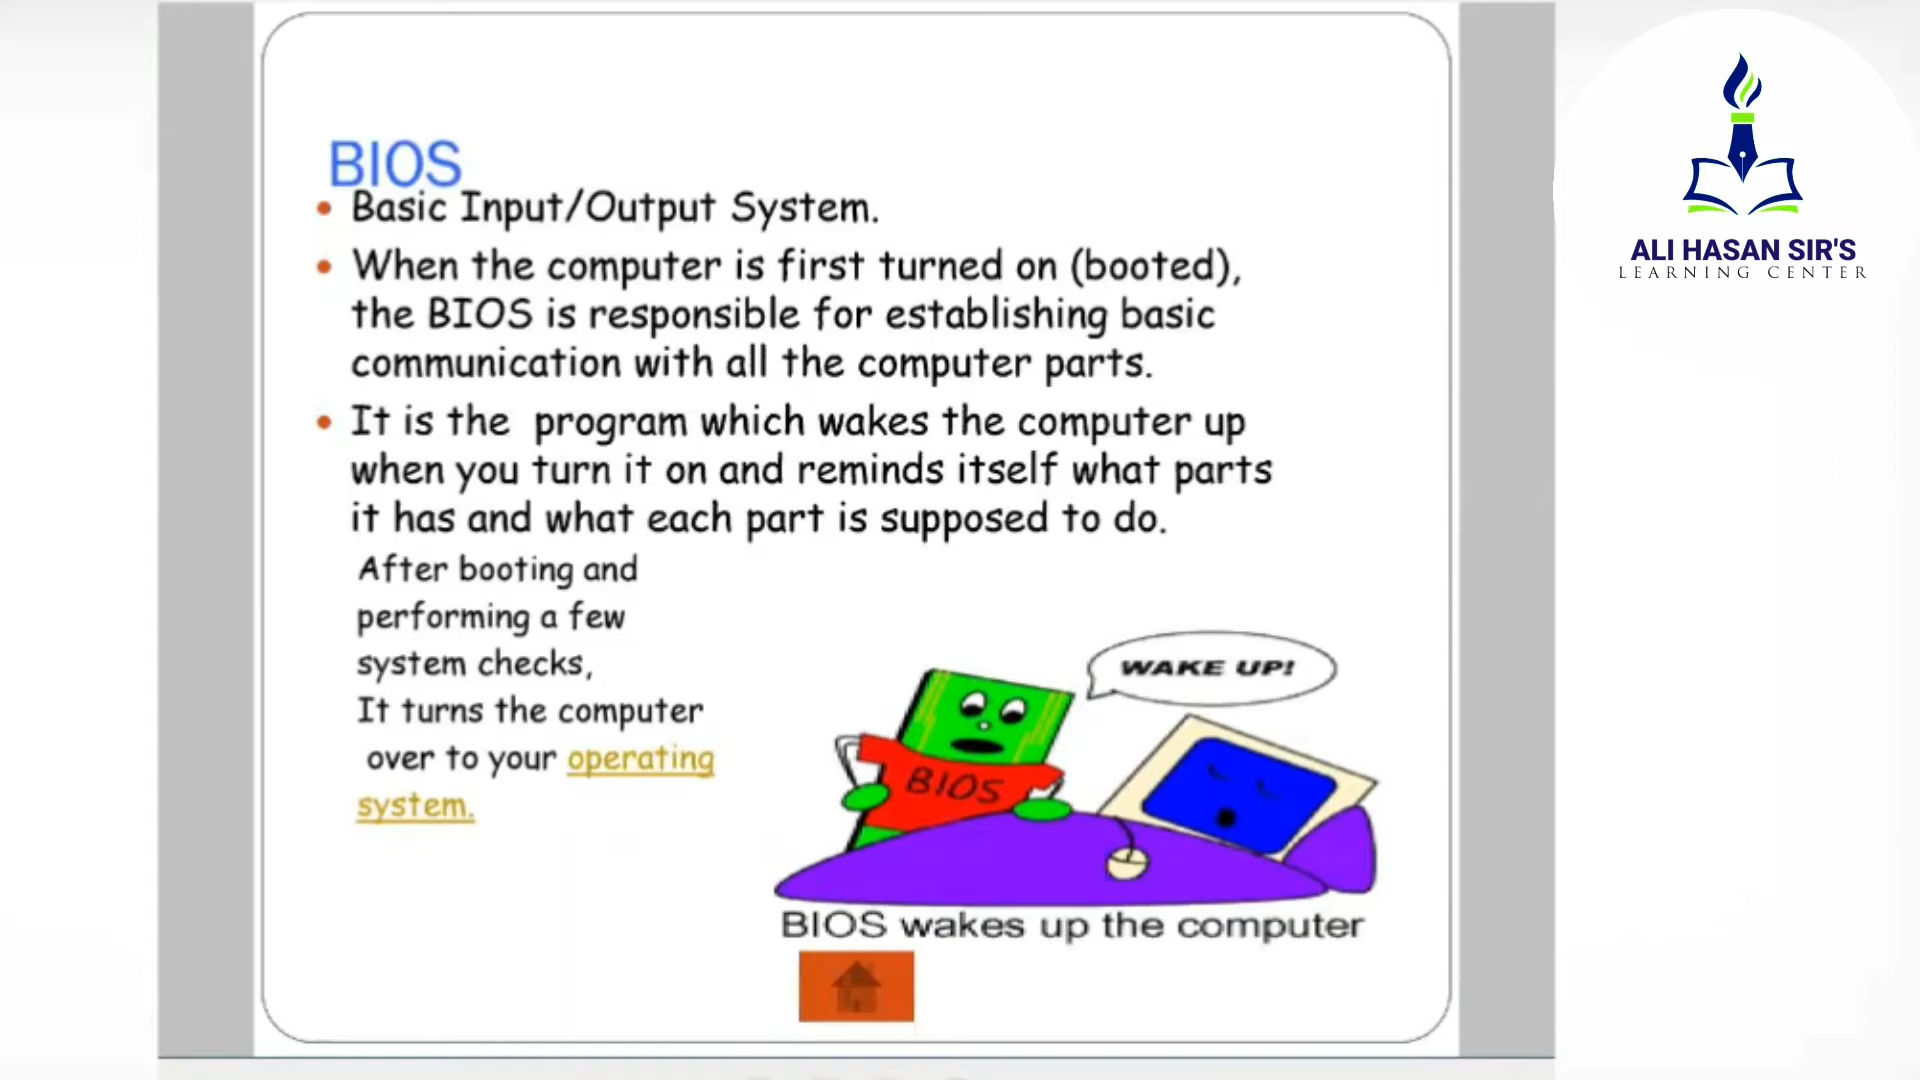 BIOS
Basic Input/Output System.
When the computer is first turned on (booted),
the BIOS is responsible for establishing basic
communication with all the computer parts.
It is the program which wakes the computer up
when you turn it on and reminds itself what parts
it has and what each part is supposed to do.
After booting and
performing a few
system checks,
It turns the computer
over to your operating
system.
WAKE UP!
BIOS
BIOS wakes up the computer
ALI HASAN SIR'S
LEARNING CENTER